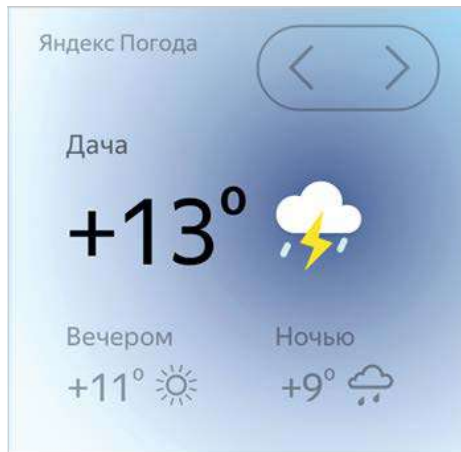 Яндекс Погода
Дача
+13°
Вечером Ночью
+11° +9°